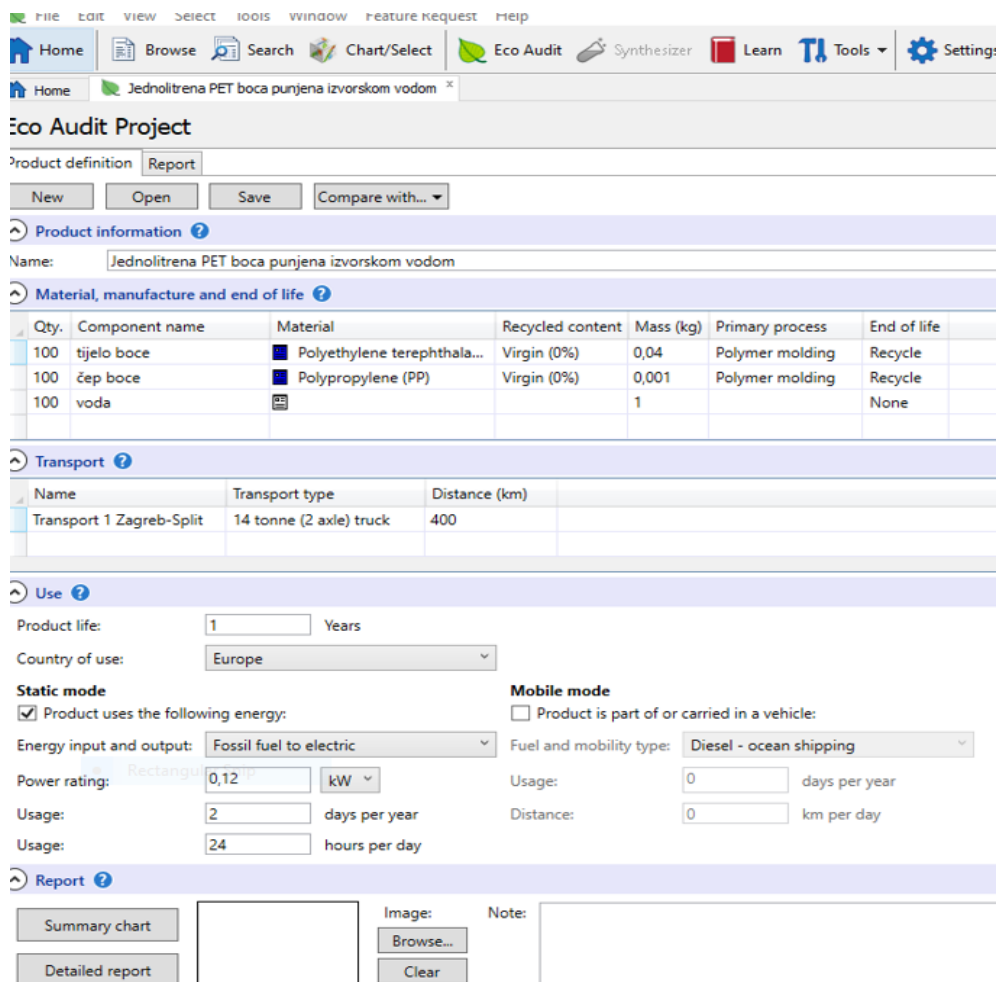 File Edit View Select Tools Window Feature Request Help
Home Browse Search Chart/Select Eco Audit Synthesizer Learn Tools Settings
Home Jednolitrena PET boca punjena izvorskom vodom x
Eco Audit Project
Product definition Report
New Open Save Compare with...
Product information ?
Name: Jednolitrena PET boca punjena izvorskom vodom
Material, manufacture and end of life ?
Qty. Component name Material Recycled content Mass (kg) Primary process End of life
100 tijelo boce Polyethylene terephthala... Virgin (0%) 0,04 Polymer molding Recycle
100 čep boce Polypropylene (PP) Virgin (0%) 0,001 Polymer molding Recycle
100 voda 1 None
Transport ?
Name Transport type Distance (km)
Transport 1 Zagreb-Split 14 tonne (2 axle) truck 400
Use ?
Product life: 1 Years
Country of use: Europe
Static mode Mobile mode
Product uses the following energy: Product is part of or carried in a vehicle:
Energy input and output: Fossil fuel to electric Fuel and mobility type: Diesel - ocean shipping
Rectangular Snip
Power rating: 0,12 kW Usage: 0 days per year
Usage: 2 days per year Distance: 0 km per day
Usage: 24 hours per day
Report ?
Summary chart Image: Note:
Browse...
Detailed report Clear